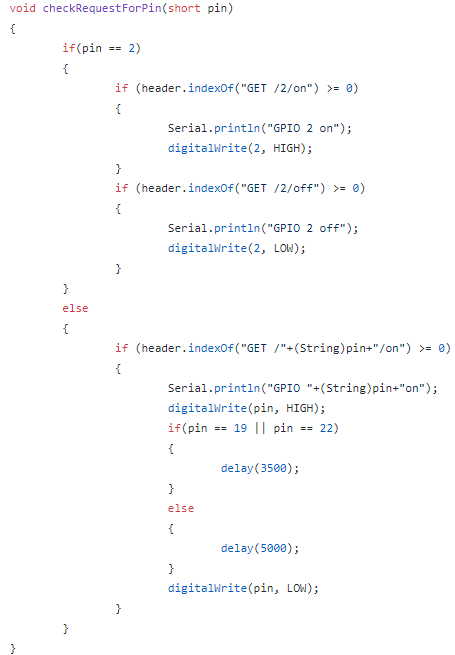 void checkRequestForPin(short pin)
{
if(pin == 2)
{
if (header.indexOf("GET /2/on") >= 0)
{
Serial.println("GPIO 2 on");
digitalWrite(2, HIGH);
}
if (header.indexOf("GET /2/off") >= 0)
{
Serial.println("GPIO 2 off");
digitalWrite(2, LOW);
}
}
else
{
if (header.indexOf("GET /"+(String)pin+"/on") >= 0)
{
Serial.println("GPIO "+(String)pin+"on");
digitalWrite(pin, HIGH);
if(pin == 19 || pin == 22)
{
delay(3500);
}
else
{
delay(5000);
}
digitalWrite(pin, LOW);
}
}
}